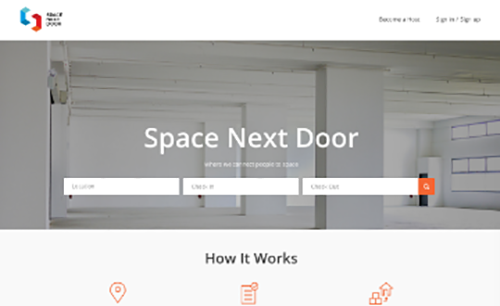 SPACE
NEXT
DOOR
Become a Host
Sign in / Sign up
Space Next Door
where we connect people to space
Check In
Check Out
How It Works